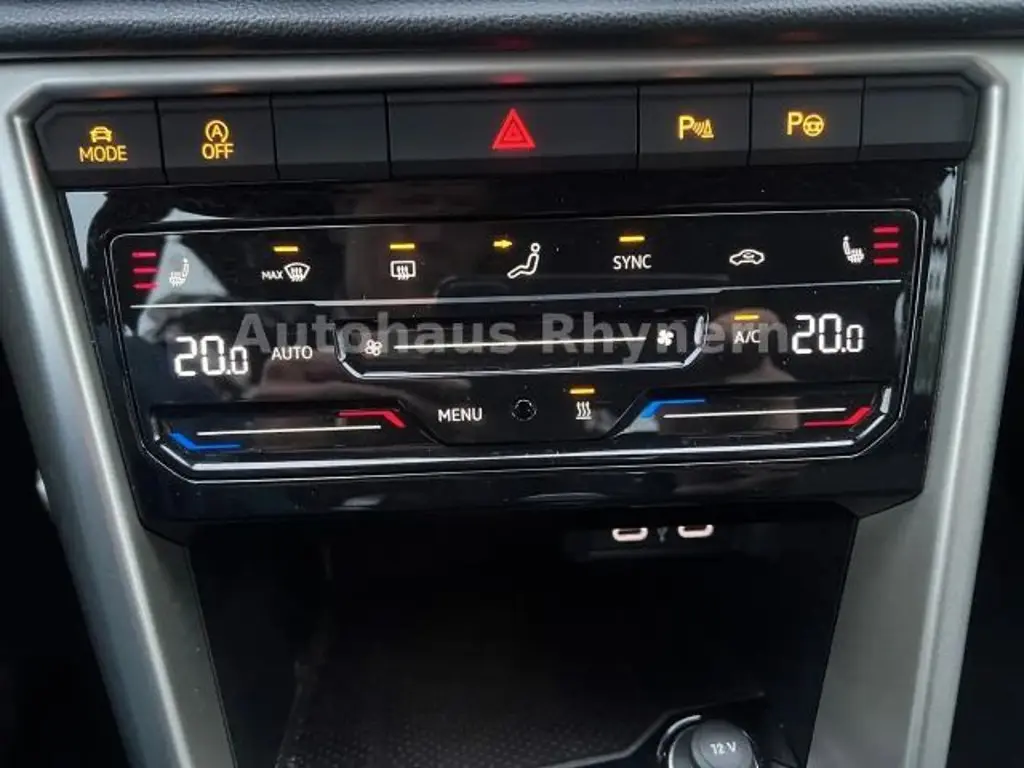 MODE
A
OFF
P
P
MAX
SYNC
Autohaus Rhynern
20.0
AUTO
A/C
20.0
MENU
12 V